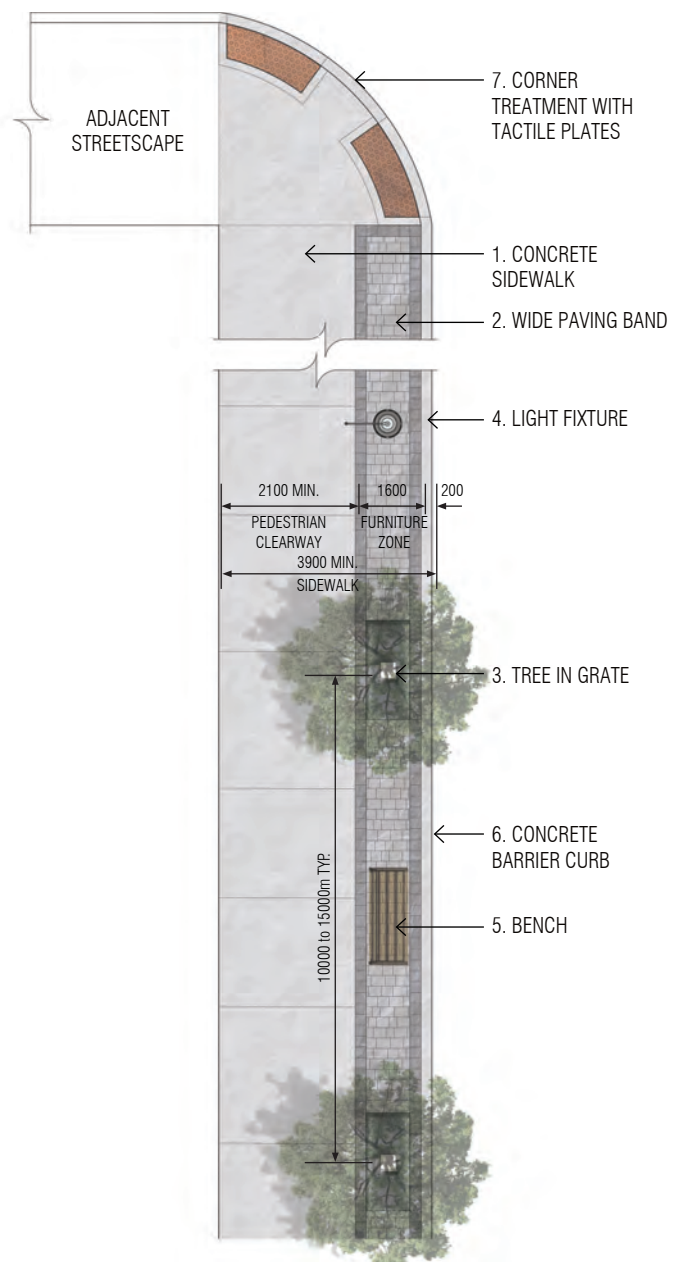 7. CORNER
TREATMENT WITH
TACTILE PLATES
ADJACENT
STREETSCAPE
1. CONCRETE
SIDEWALK
2. WIDE PAVING BAND
4. LIGHT FIXTURE
2100 MIN.
1600
200
PEDESTRIAN
CLEARWAY
FURNITURE
ZONE
3900 MIN.
SIDEWALK
3. TREE IN GRATE
10000 to 15000m TYP.
6. CONCRETE
BARRIER CURB
5. BENCH